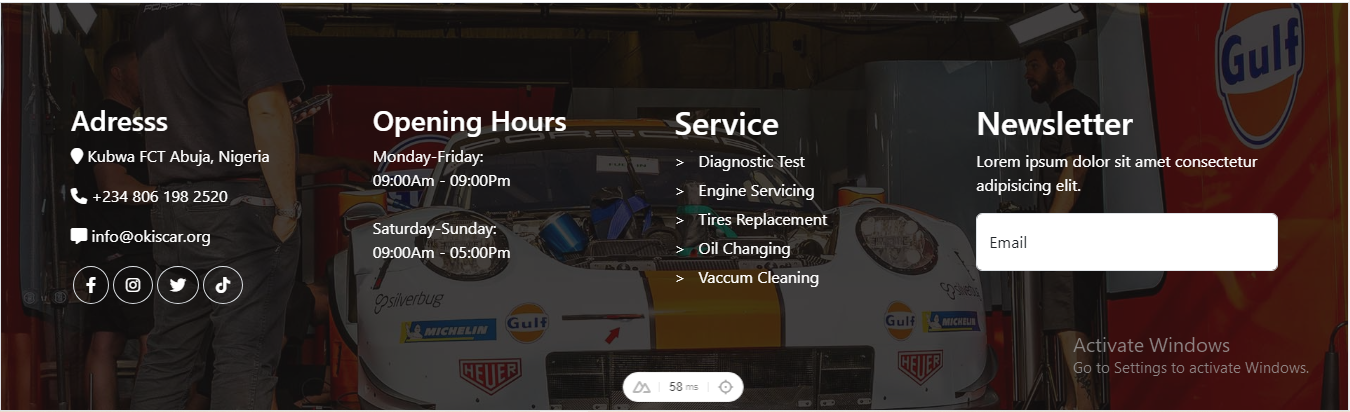 PORSCHE
Gulf
Adresss
Kubwa FCT Abuja, Nigeria
+234 806 198 2520
info@okiscar.org
Opening Hours
Monday-Friday:
09:00Am - 09:00Pm
Saturday-Sunday:
09:00Am - 05:00Pm
Service
> Diagnostic Test
> Engine Servicing
> Tires Replacement
> Oil Changing
> Vaccum Cleaning
Newsletter
Lorem ipsum dolor sit amet consectetur
adipisicing elit.
Email
PORSCHE
silverbug
MICHELIN
Gulf
HEUER
silverbug
Gulf
MICHELIN
HEUER
58 ms
Activate Windows
Go to Settings to activate Windows.